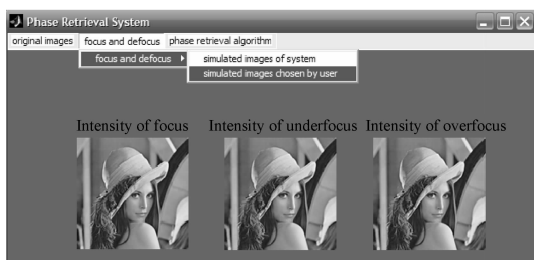 Phase Retrieval System
original images focus and defocus phase retrieval algorithm
focus and defocus simulated images of system
simulated images chosen by user
Intensity of focus Intensity of underfocus Intensity of overfocus